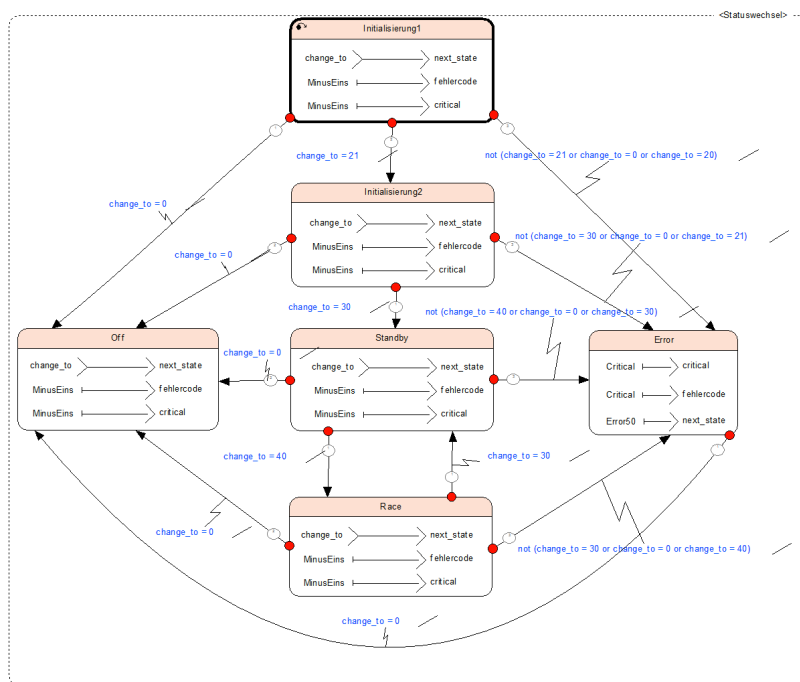 <Statuswechsel>
Initialisierung1
change_to next_state
MinusEins fehlercode
MinusEins critical
change_to = 21
not (change_to = 21 or change_to = 0 or change_to = 20)
change_to = 0
Initialisierung2
change_to next_state
MinusEins fehlercode
MinusEins critical
not (change_to = 30 or change_to = 0 or change_to = 21)
change_to = 0
change_to = 30
not (change_to = 40 or change_to = 0 or change_to = 30)
Off
change_to next_state
MinusEins fehlercode
MinusEins critical
change_to = 0
Standby
change_to next_state
MinusEins fehlercode
MinusEins critical
Error
Critical critical
Critical fehlercode
Error50 next_state
change_to = 40
change_to = 30
Race
change_to next_state
MinusEins fehlercode
MinusEins critical
change_to = 0
not (change_to = 30 or change_to = 0 or change_to = 40)
change_to = 0